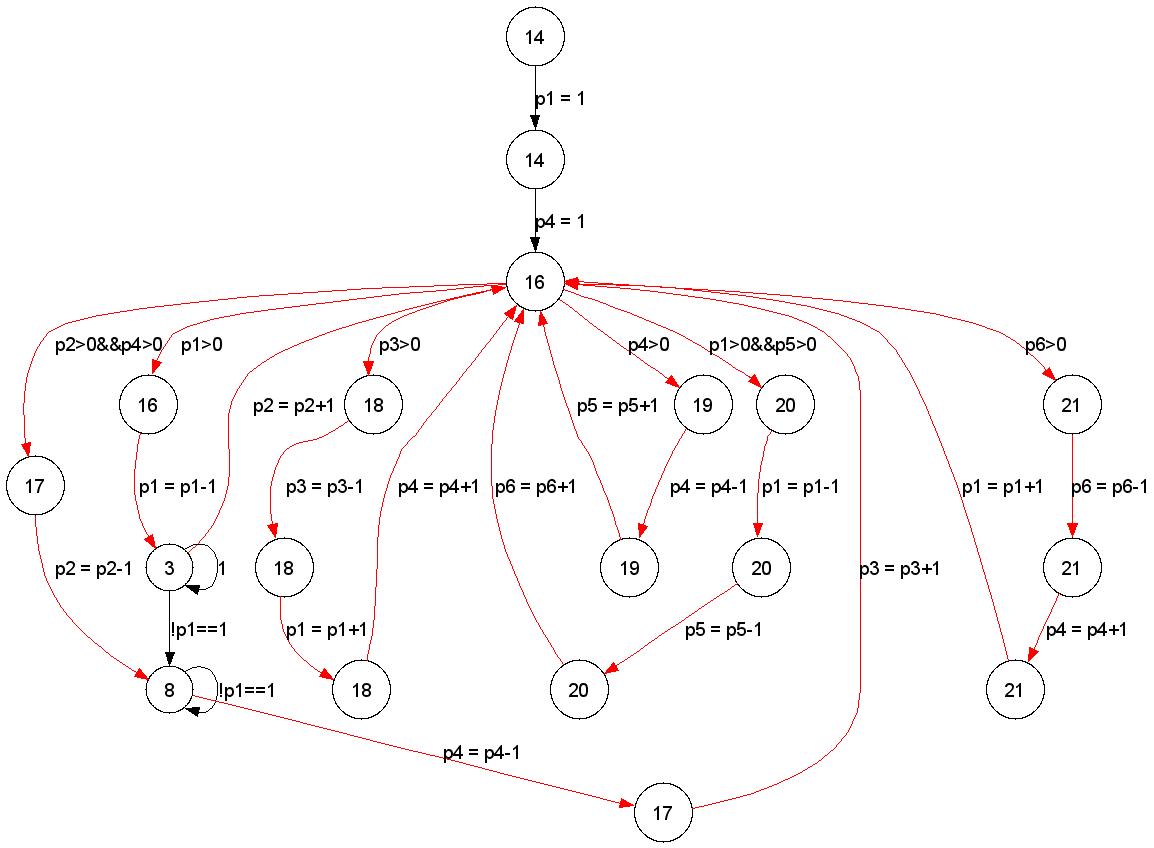 14
p1 = 1
14
p4 = 1
16
p2>0&&p4>0
p1>0
p3>0
p4>0
p1>0&&p5>0
p6>0
16
p2 = p2+1
18
p5 = p5+1
19
20
21
17
p1 = p1-1
p3 = p3-1
p4 = p4+1
p6 = p6+1
p4 = p4-1
p1 = p1-1
p1 = p1+1
p6 = p6-1
p2 = p2-1
3
1
18
19
20
p3 = p3+1
21
!p1==1
p1 = p1+1
p5 = p5-1
p4 = p4+1
8
!p1==1
18
20
21
p4 = p4-1
17